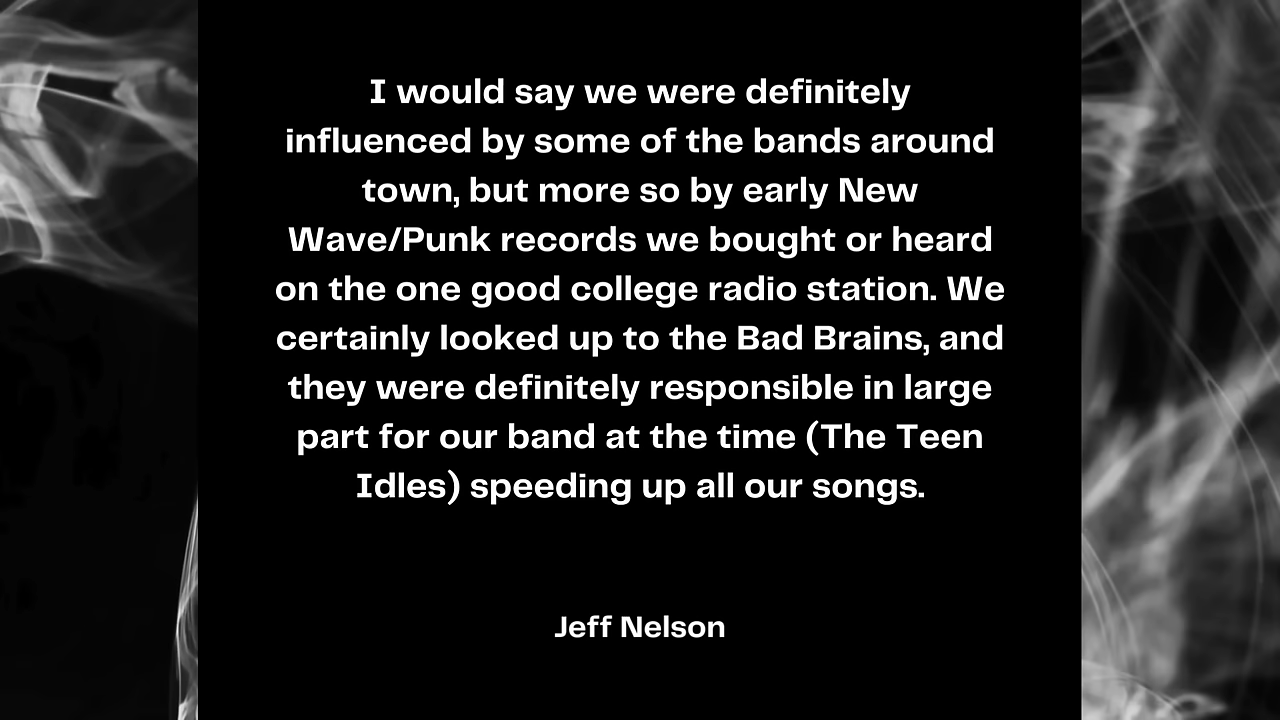 I would say we were definitely
influenced by some of the bands around
town, but more so by early New
Wave/Punk records we bought or heard
on the one good college radio station. We
certainly looked up to the Bad Brains, and
they were definitely responsible in large
part for our band at the time (The Teen
Idles) speeding up all our songs.
Jeff Nelson